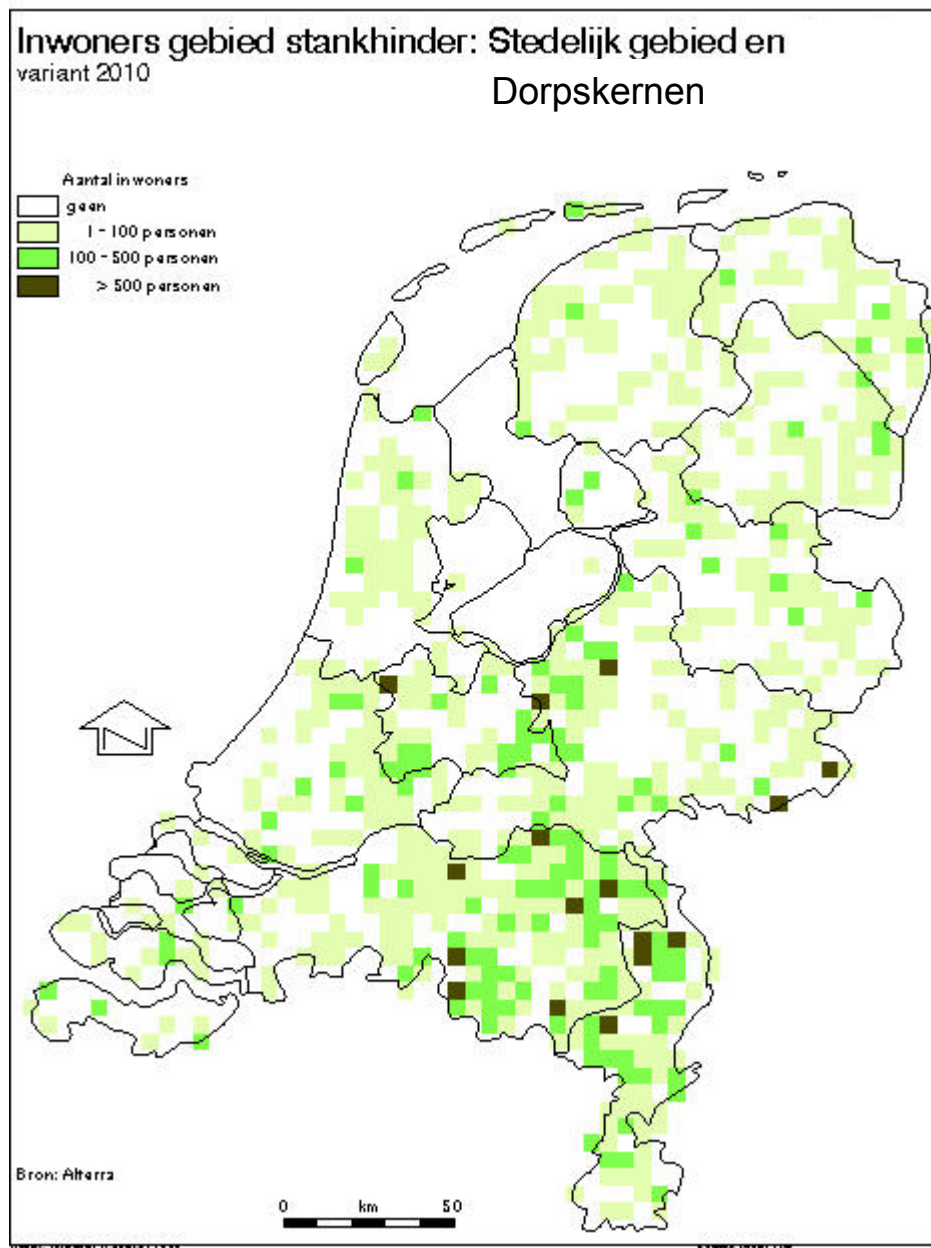 Inwoners gebied stankhinder: Stedelijk gebied en
variant 2010
Dorpskernen
Aantal inwoners
geen
1 - 100 personen
100 - 500 personen
> 500 personen
Bron: Alterra
0 km 50